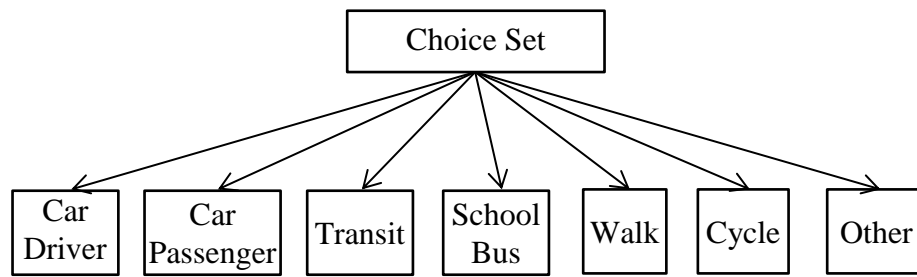 Choice Set
Car
Driver
Car
Passenger
Transit
School
Bus
Walk
Cycle
Other